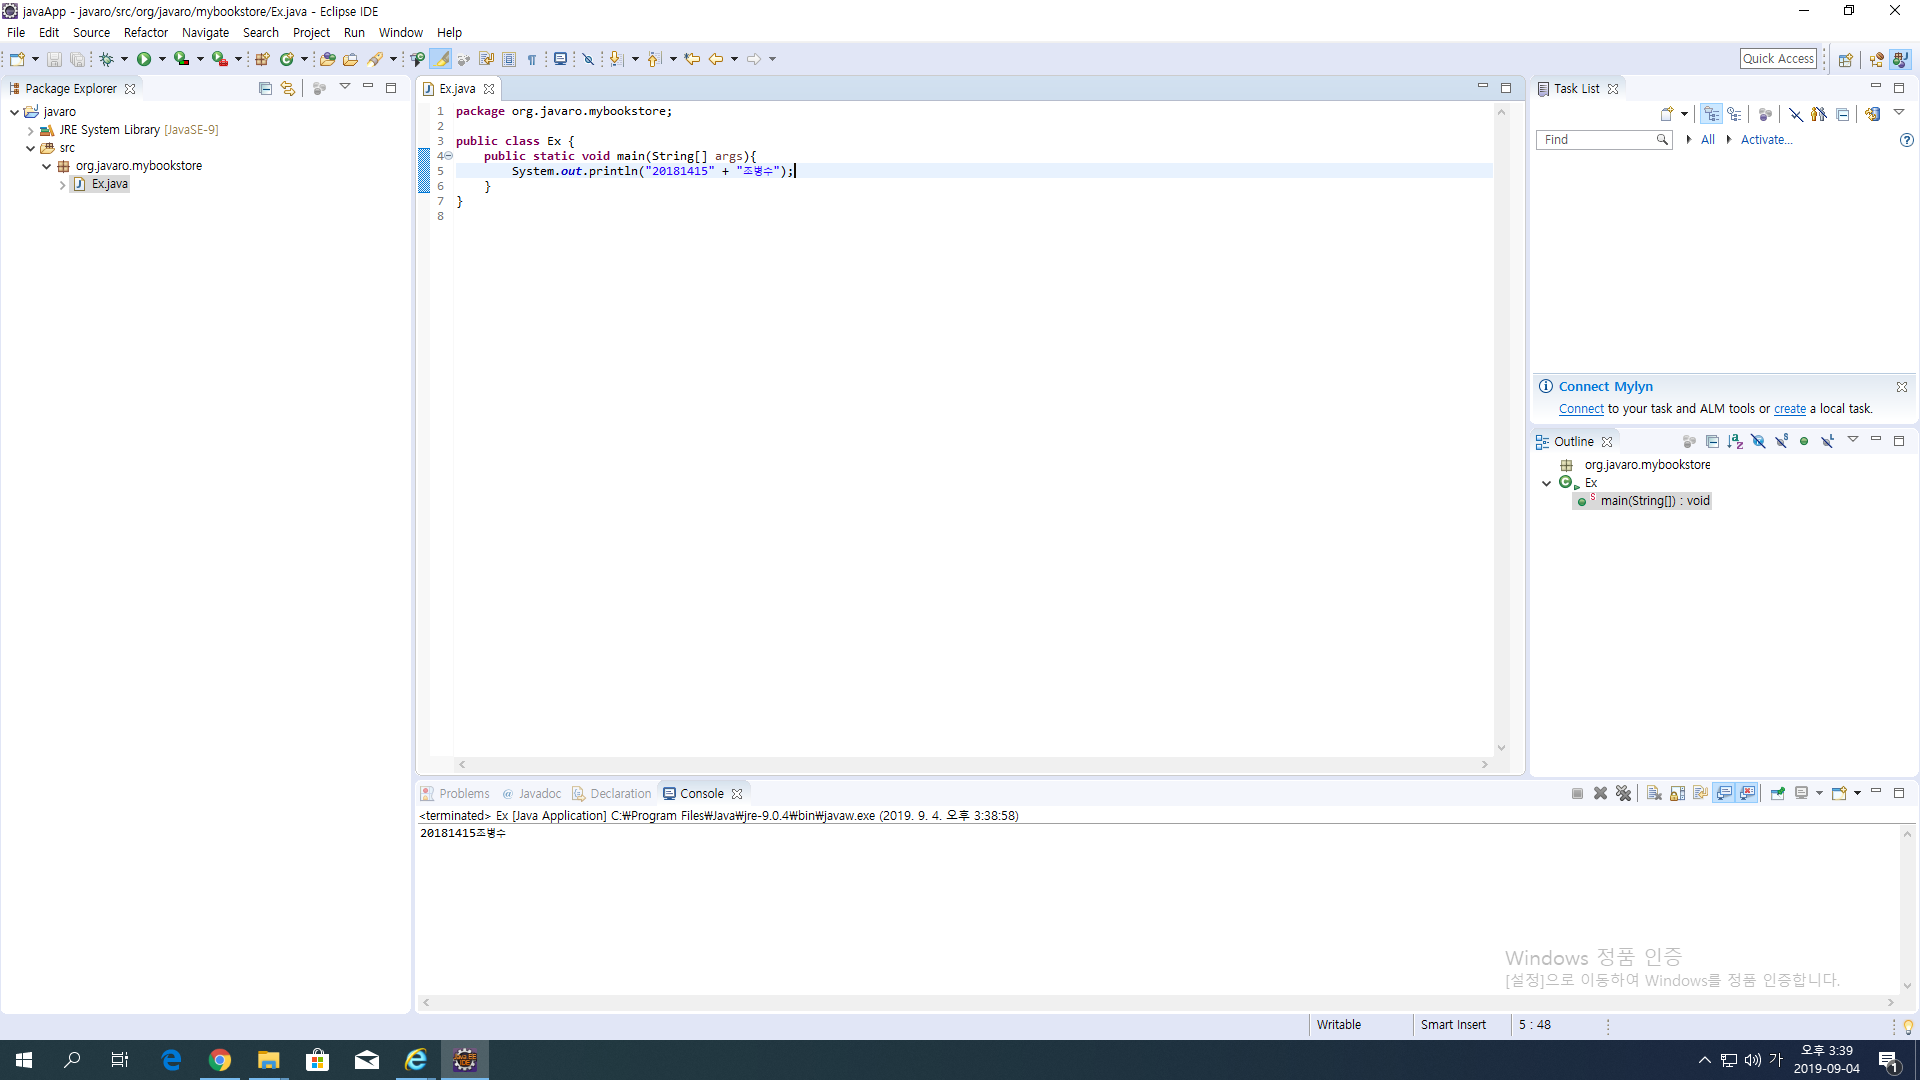 javaApp - javaro/src/org/javaro/mybookstore/Ex.java - Eclipse IDE
File Edit Source Refactor Navigate Search Project Run Window Help
Quick Access
Package Explorer
javaro
JRE System Library [JavaSE-9]
src
org.javaro.mybookstore
Ex.java
Ex.java
1 package org.javaro.mybookstore;
2
3 public class Ex {
4 public static void main(String[] args){
5 System.out.println("20181415" + "조병수");
6 }
7 }
8
Task List
Find
All
Activate...
Connect Mylyn
Connect to your task and ALM tools or create a local task.
Outline
org.javaro.mybookstore
Ex
main(String[]) : void
Problems @ Javadoc Declaration Console
<terminated> Ex [Java Application] C:₩Program Files₩Java₩jre-9.0.4₩bin₩javaw.exe (2019. 9. 4. 오후 3:38:58)
20181415조병수
Windows 정품 인증
[설정]으로 이동하여 Windows를 정품 인증합니다.
Writable Smart Insert 5 : 48
가
오후 3:39
2019-09-04
1